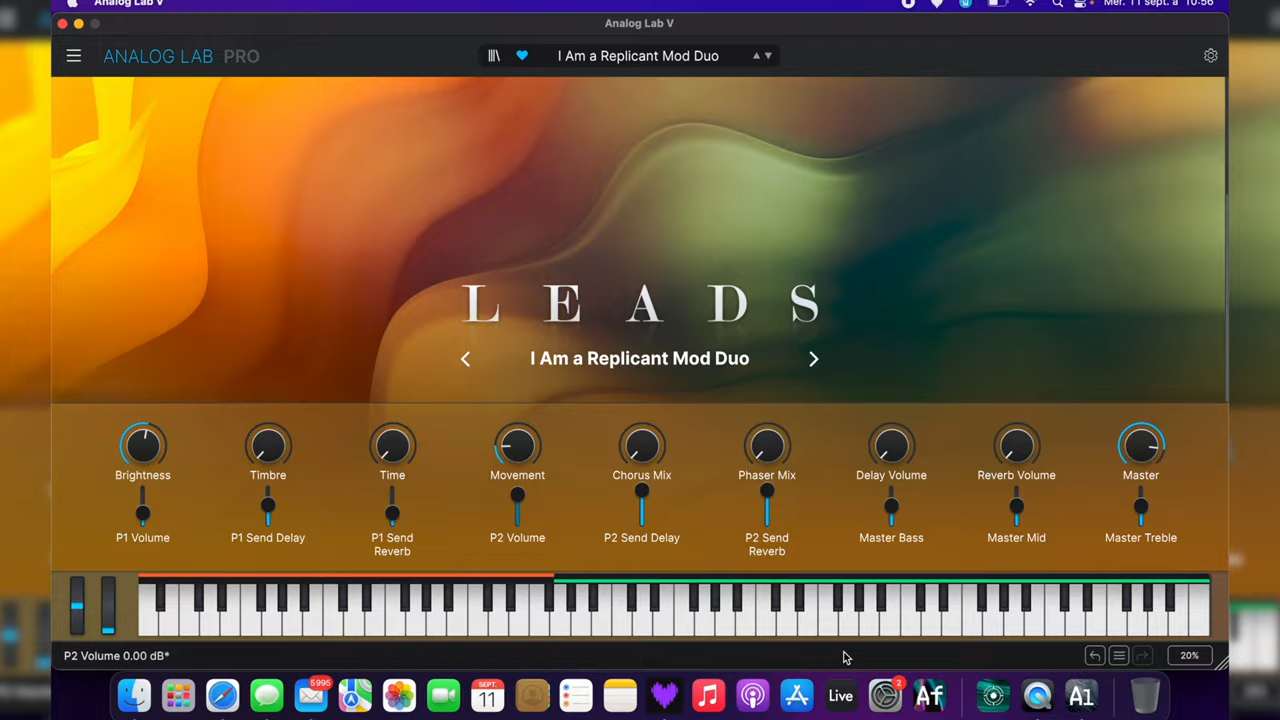 Analog Lab V
Mer. 11 sept. à 10:56
Analog Lab V
ANALOG LAB PRO
I Am a Replicant Mod Duo
LEADS
I Am a Replicant Mod Duo
Brightness Timbre Time Movement Chorus Mix Phaser Mix Delay Volume Reverb Volume Master
P1 Volume P1 Send Delay P1 Send Reverb P2 Volume P2 Send Delay P2 Send Reverb Master Bass Master Mid Master Treble
P2 Volume 0.00 dB*
20%
5995
SEPT.
11
Live
2
Af
A1